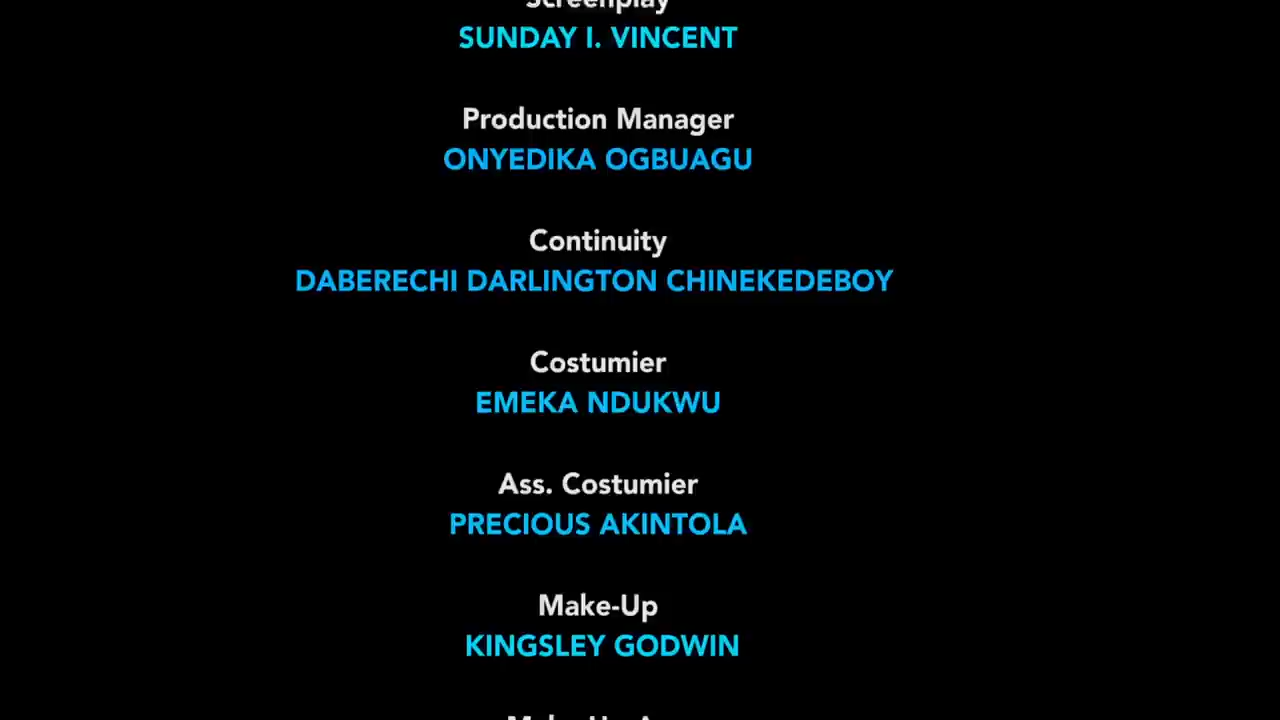 Screenplay
SUNDAY I. VINCENT
Production Manager
ONYEDIKA OGBUAGU
Continuity
DABERECHI DARLINGTON CHINEKEDEBOY
Costumier
EMEKA NDUKWU
Ass. Costumier
PRECIOUS AKINTOLA
Make-Up
KINGSLEY GODWIN